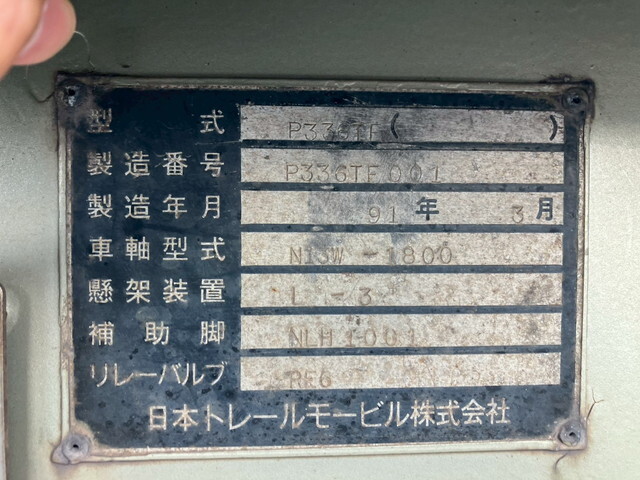 型式 P336TF ( )
製造番号 P336TF001
製造年月 91年 3月
車軸型式 -1800
懸架装置 L -3
補助脚 NLH1001
リレーバルブ RE6
日本トレールモービル株式会社